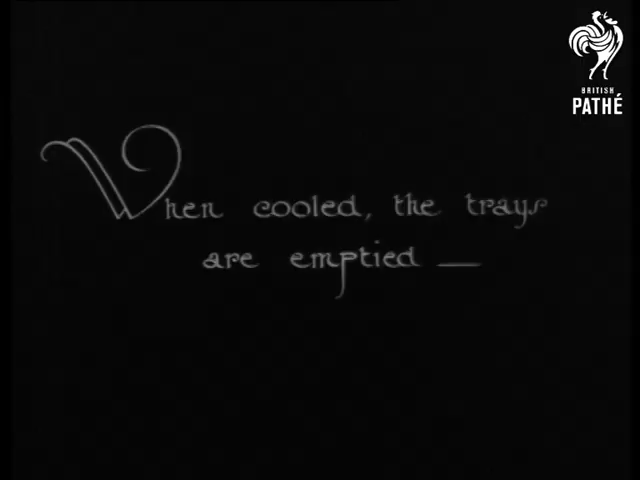 BRITISH
PATHÉ
When cooled, the trays
are emptied —